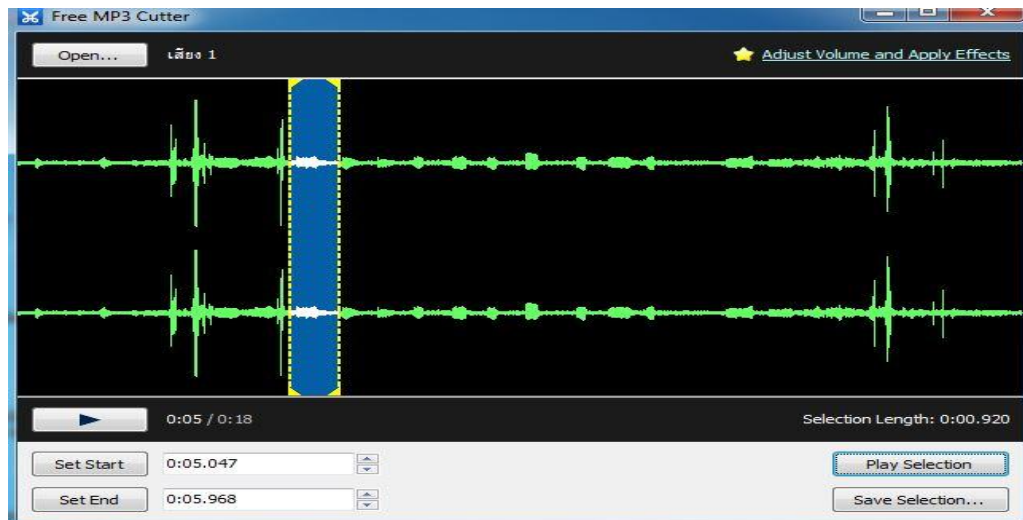 Free MP3 Cutter
Open... เสียง 1 Adjust Volume and Apply Effects
0:05 / 0:18 Selection Length: 0:00.920
Set Start 0:05.047 Play Selection
Set End 0:05.968 Save Selection...